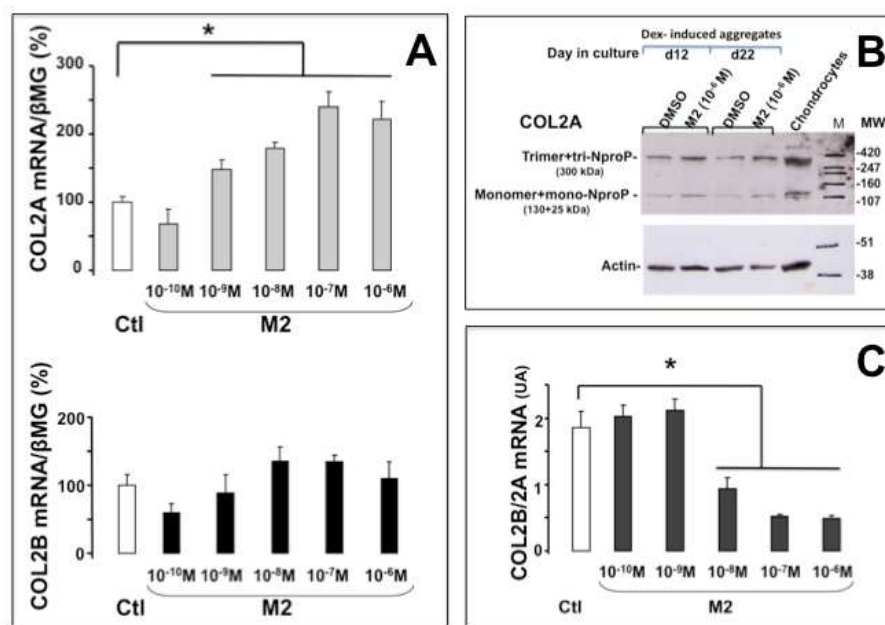 A
*
COL2A mRNA/βMG (%)
300
250
200
100
0
10⁻¹⁰M 10⁻⁹M 10⁻⁸M 10⁻⁷M 10⁻⁶M
Ctl M2
COL2B mRNA/βMG (%)
200
150
100
50
0
10⁻¹⁰M 10⁻⁹M 10⁻⁸M 10⁻⁷M 10⁻⁶M
Ctl M2
B
Dex- induced aggregates
Day in culture d12 d22
DMSO M2 (10⁻⁶ M) DMSO M2 (10⁻⁶ M) Chondrocytes M MW
COL2A
Trimer+tri-NproP-
(300 kDa)
Monomer+mono-NproP -
(130+25 kDa)
-420
-247
-160
-107
-51
Actin-
-38
C
*
COL2B/2A mRNA (UA)
2
1
0
10⁻¹⁰M 10⁻⁹M 10⁻⁸M 10⁻⁷M 10⁻⁶M
Ctl M2